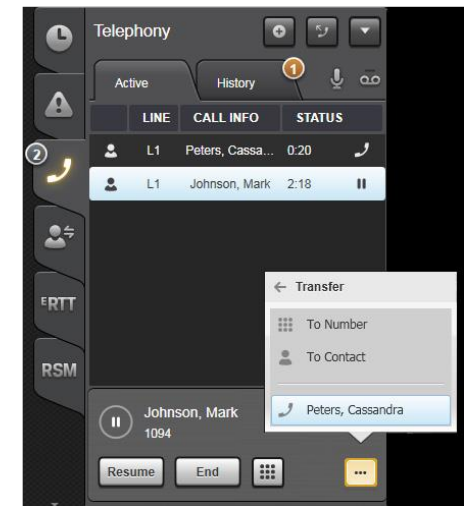 Telephony
Active
History
1
LINE
CALL INFO
STATUS
2
L1
Peters, Cassa...
0:20
L1
Johnson, Mark
2:18
ERTT
RSM
Transfer
To Number
To Contact
Peters, Cassandra
Johnson, Mark
1094
Resume
End